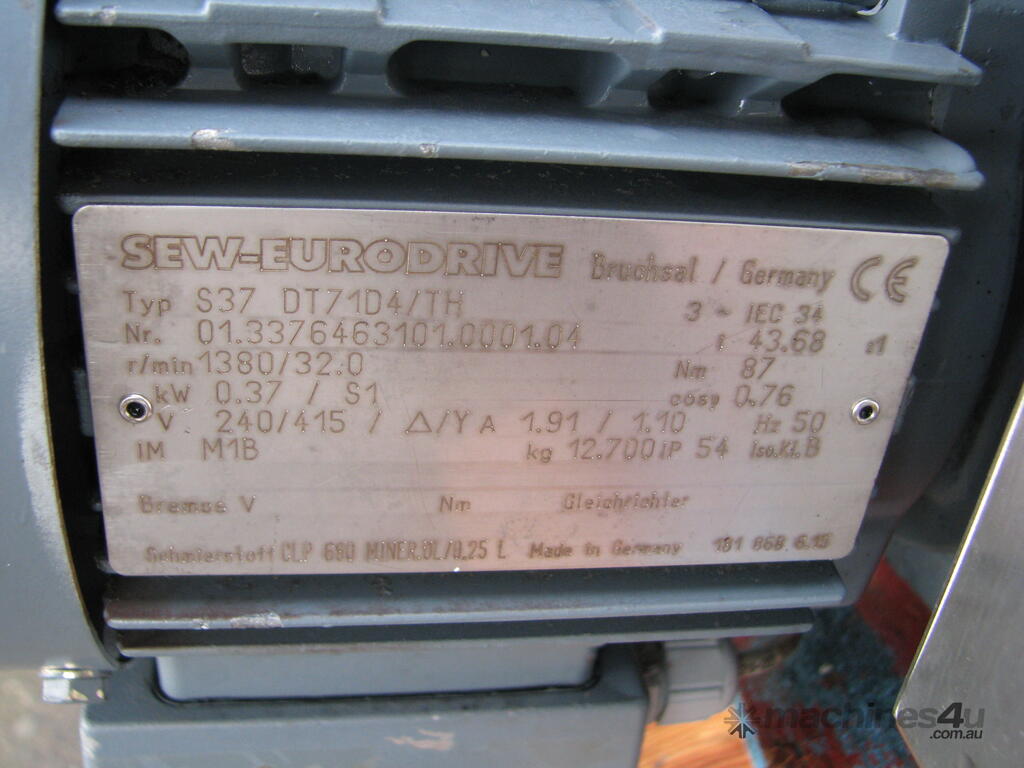 SEW-EURODRIVE Bruchsal / Germany CE
Typ S37 DT71D4/TH 3 ~ IEC 34
Nr. 01.3376463101.0001.04 i 43.68 :1
r/min 1380/32.0 Nm 87
kW 0.37 / S1 cosφ 0.76
V 240/415 / Δ/Y A 1.91 / 1.10 Hz 50
IM M1B kg 12.700 IP 54 Iso.Kl. B
Bremse V Nm Gleichrichter
Schmierstoff CLP 680 MINER.ÖL/0.25 L Made in Germany 181 868 6.15
machines4u
.com.au